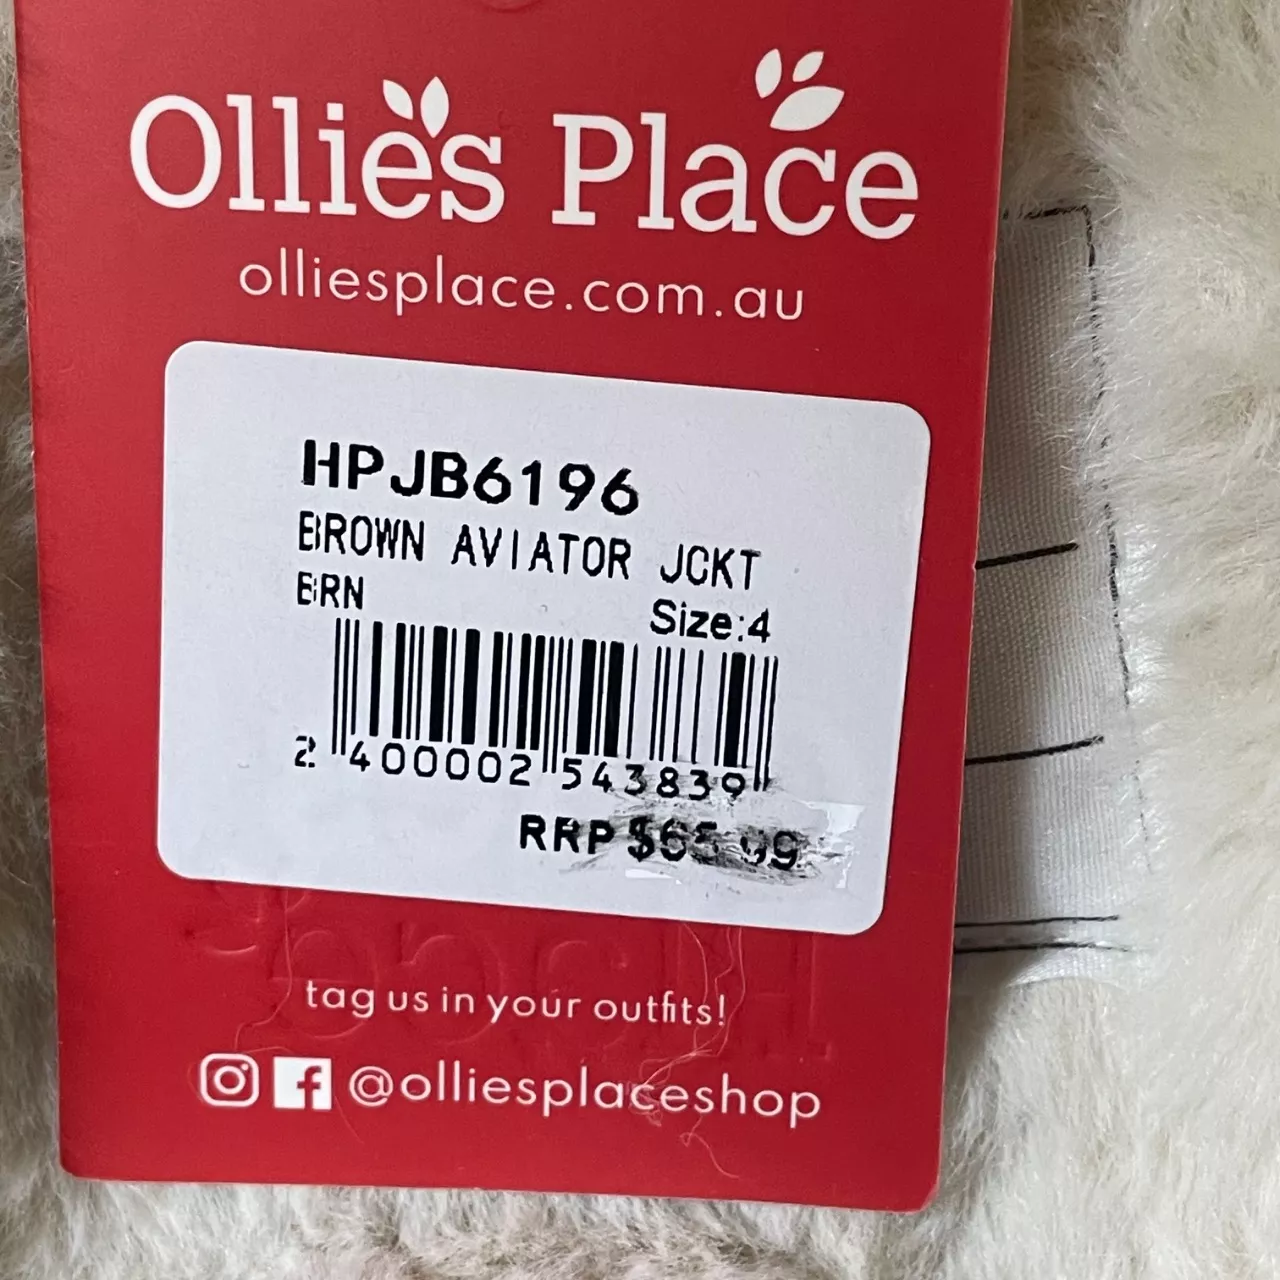 Ollie's Place
olliesplace.com.au
HPJB6196
BROWN AVIATOR JCKT
BRN Size:4
2 400002 543839
RRP
tag us in your outfits!
@olliesplaceshop